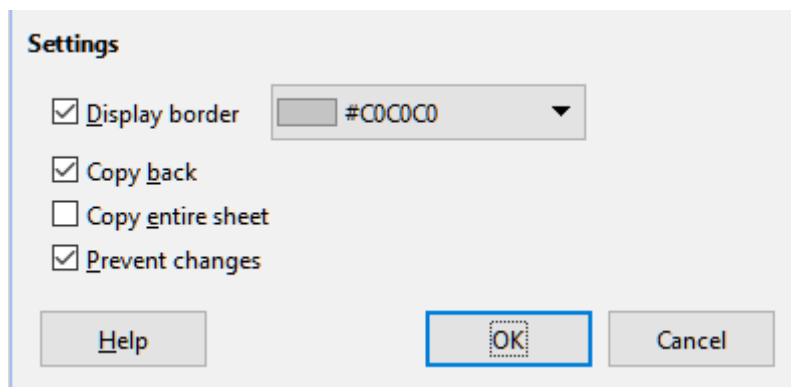 Settings
Display border #C0C0C0
Copy back
Copy entire sheet
Prevent changes
Help OK Cancel